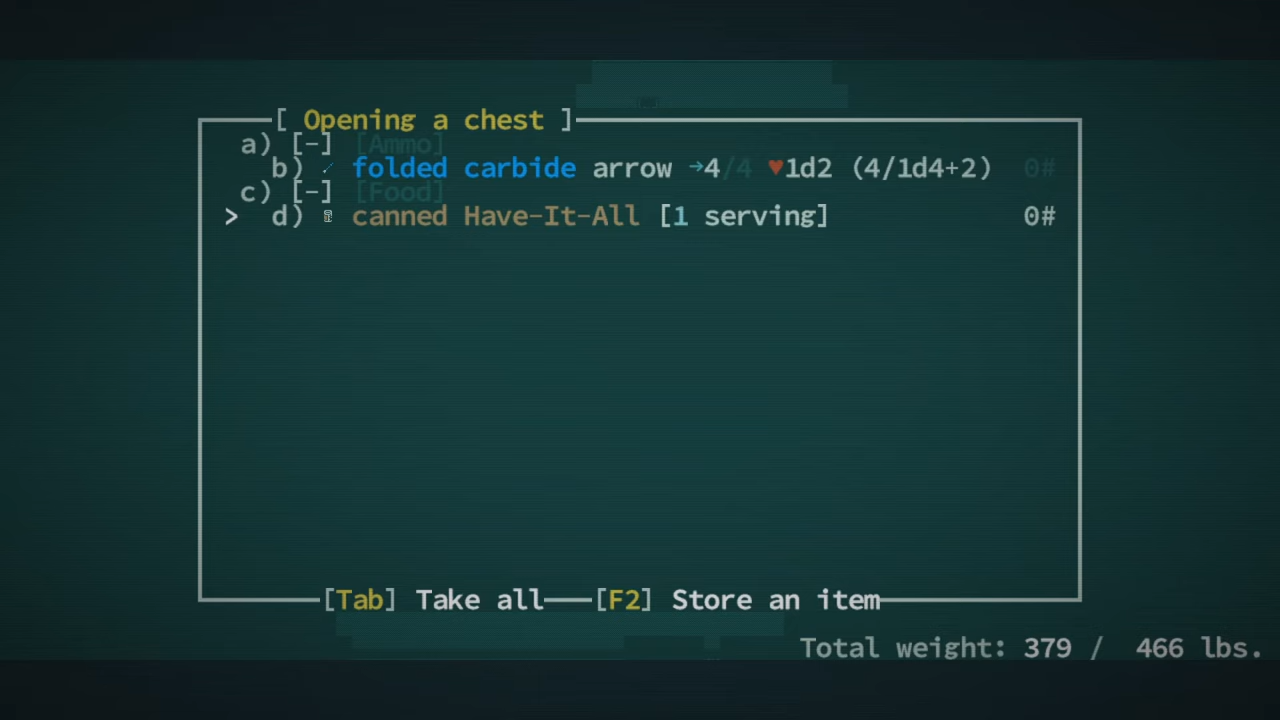 [ Opening a chest ]
a) [-] [Ammo]
b) folded carbide arrow →4/4 ♥1d2 (4/1d4+2) 0#
c) [-] [Food]
> d) canned Have-It-All [1 serving] 0#
[Tab] Take all [F2] Store an item
Total weight: 379 / 466 lbs.